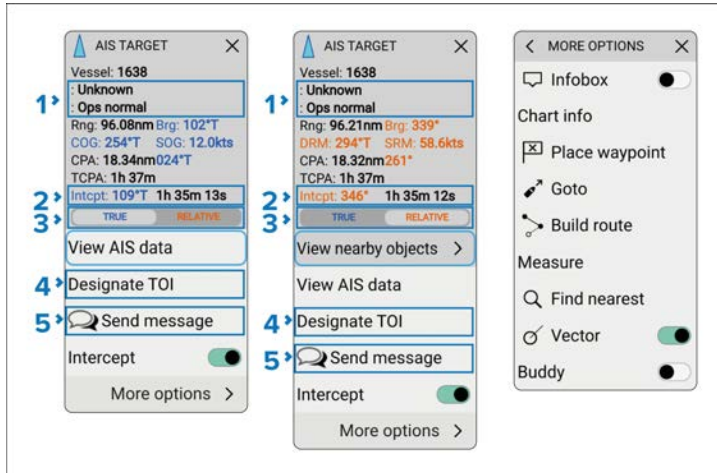 AIS TARGET
Vessel: 1638
1
: Unknown
: Ops normal
Rng: 96.08nm Brg: 102°T
COG: 254°T SOG: 12.0kts
CPA: 18.34nm 024°T
TCPA: 1h 37m
2
Intcpt: 109°T 1h 35m 13s
3
TRUE RELATIVE
View AIS data
4
Designate TOI
5
Send message
Intercept
More options >
AIS TARGET
Vessel: 1638
1
: Unknown
: Ops normal
Rng: 96.21nm Brg: 339°
DRM: 294°T SRM: 58.6kts
CPA: 18.32nm 261°
TCPA: 1h 37m
2
Intcpt: 346° 1h 35m 12s
3
TRUE RELATIVE
View nearby objects >
View AIS data
4
Designate TOI
5
Send message
Intercept
More options >
< MORE OPTIONS
Infobox
Chart info
Place waypoint
Goto
Build route
Measure
Find nearest
Vector
Buddy